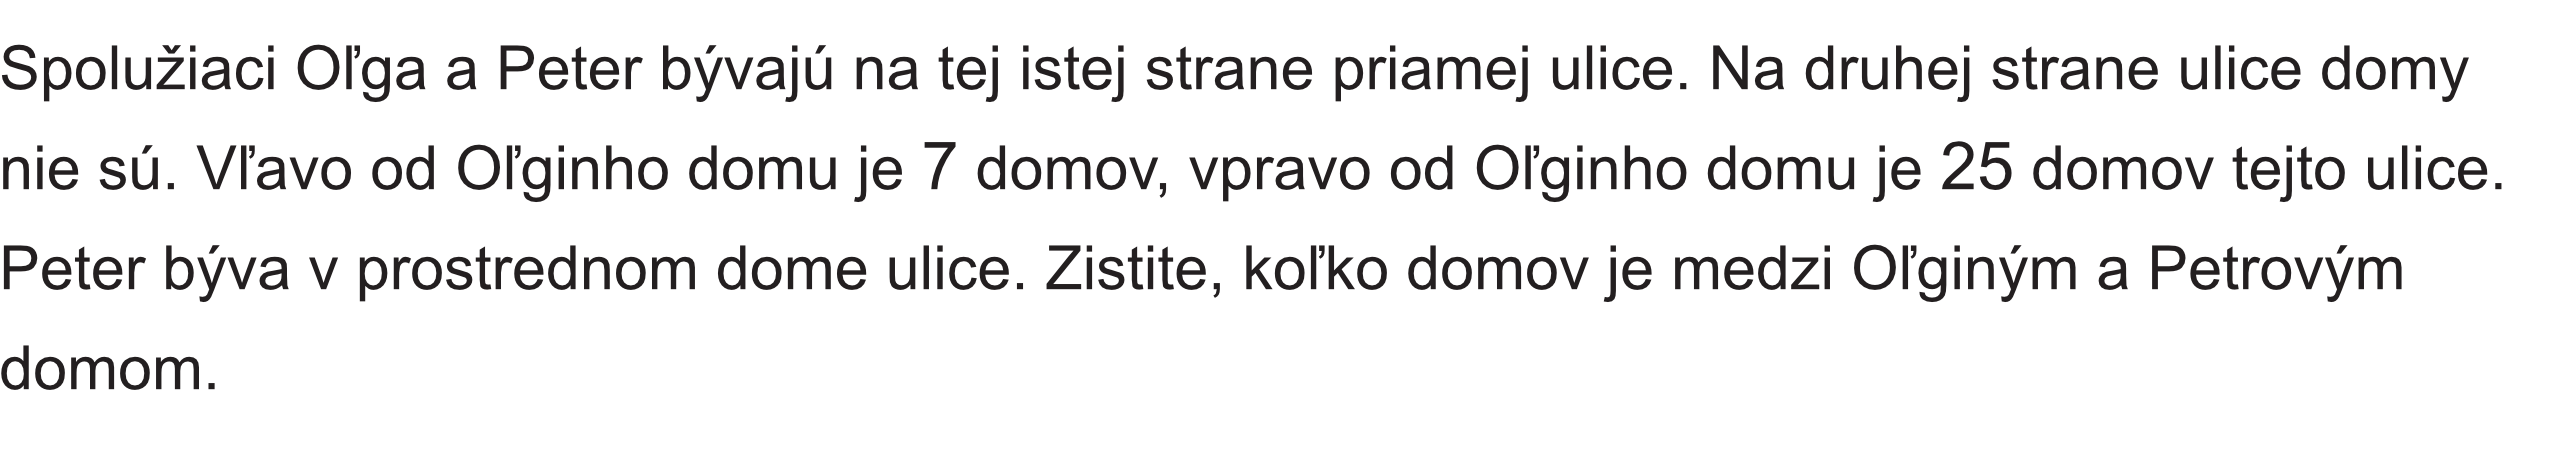 Spolužiaci Oľga a Peter bývajú na tej istej strane priamej ulice. Na druhej strane ulice domy
nie sú. Vľavo od Oľginho domu je 7 domov, vpravo od Oľginho domu je 25 domov tejto ulice.
Peter býva v prostrednom dome ulice. Zistite, koľko domov je medzi Oľginým a Petrovým
domom.